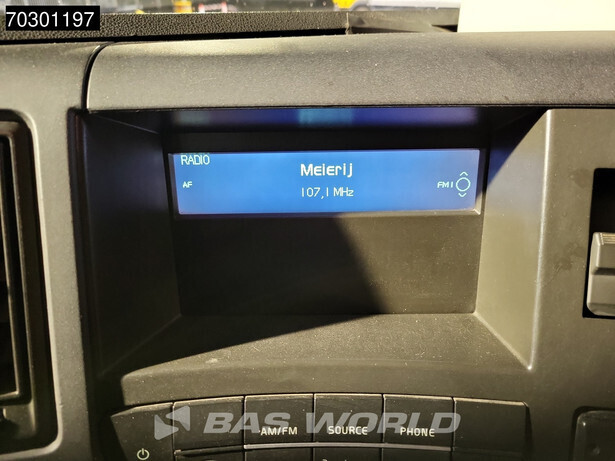 70301197
RADIO
Meierij
AF
107,1 MHz
FM1
AM/FM SOURCE PHONE
BAS WORLD